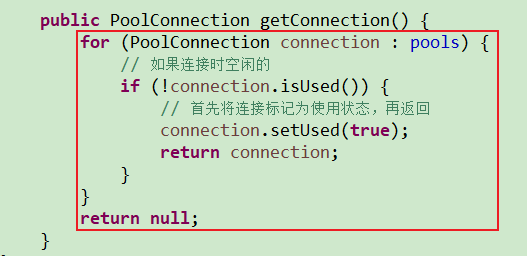 public PoolConnection getConnection() {
for (PoolConnection connection : pools) {
// 如果连接时空闲的
if (!connection.isUsed()) {
// 首先将连接标记为使用状态，再返回
connection.setUsed(true);
return connection;
}
}
return null;
}